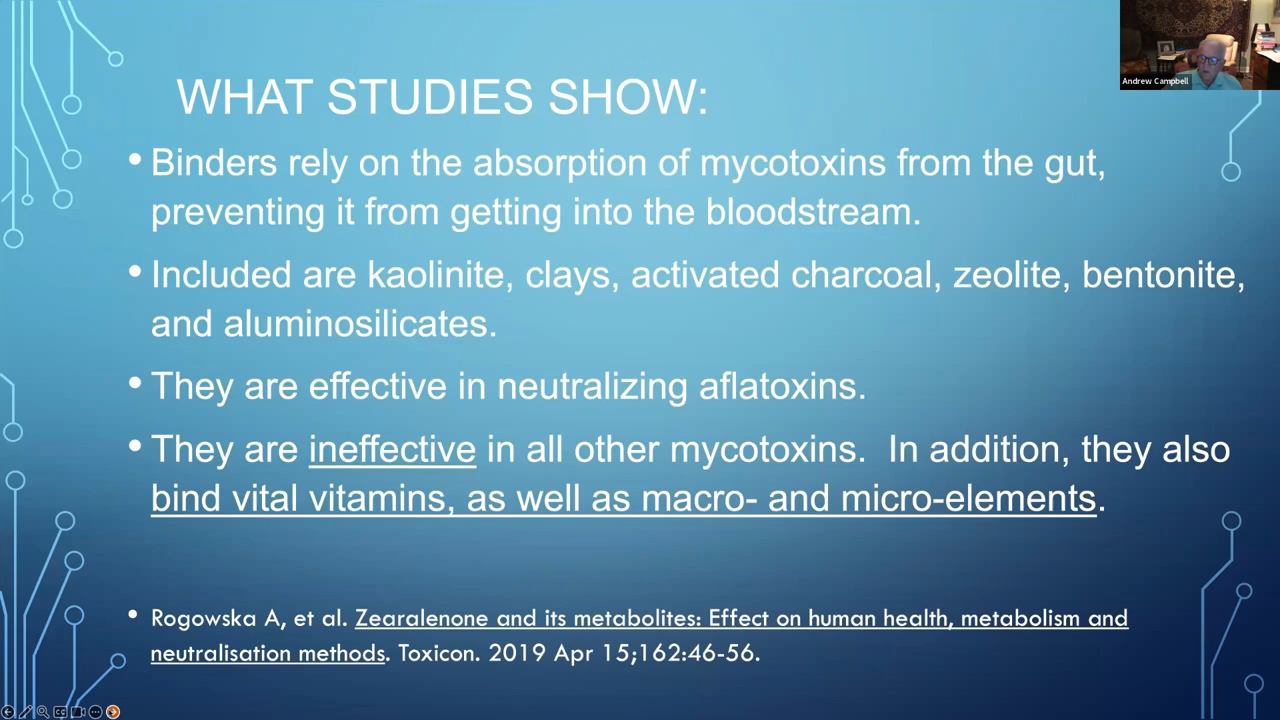 Andrew Campbell
WHAT STUDIES SHOW:
• Binders rely on the absorption of mycotoxins from the gut,
preventing it from getting into the bloodstream.
• Included are kaolinite, clays, activated charcoal, zeolite, bentonite,
and aluminosilicates.
• They are effective in neutralizing aflatoxins.
• They are ineffective in all other mycotoxins.  In addition, they also
bind vital vitamins, as well as macro- and micro-elements.
• Rogowska A, et al. Zearalenone and its metabolites: Effect on human health, metabolism and
neutralisation methods. Toxicon. 2019 Apr 15;162:46-56.